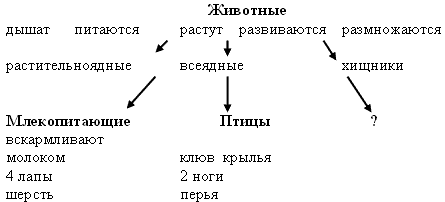 Животные
дышат питаются растут развиваются размножаются
растительноядные всеядные хищники
Млекопитающие Птицы ?
вскармливают
молоком клюв крылья
4 лапы 2 ноги
шерсть перья